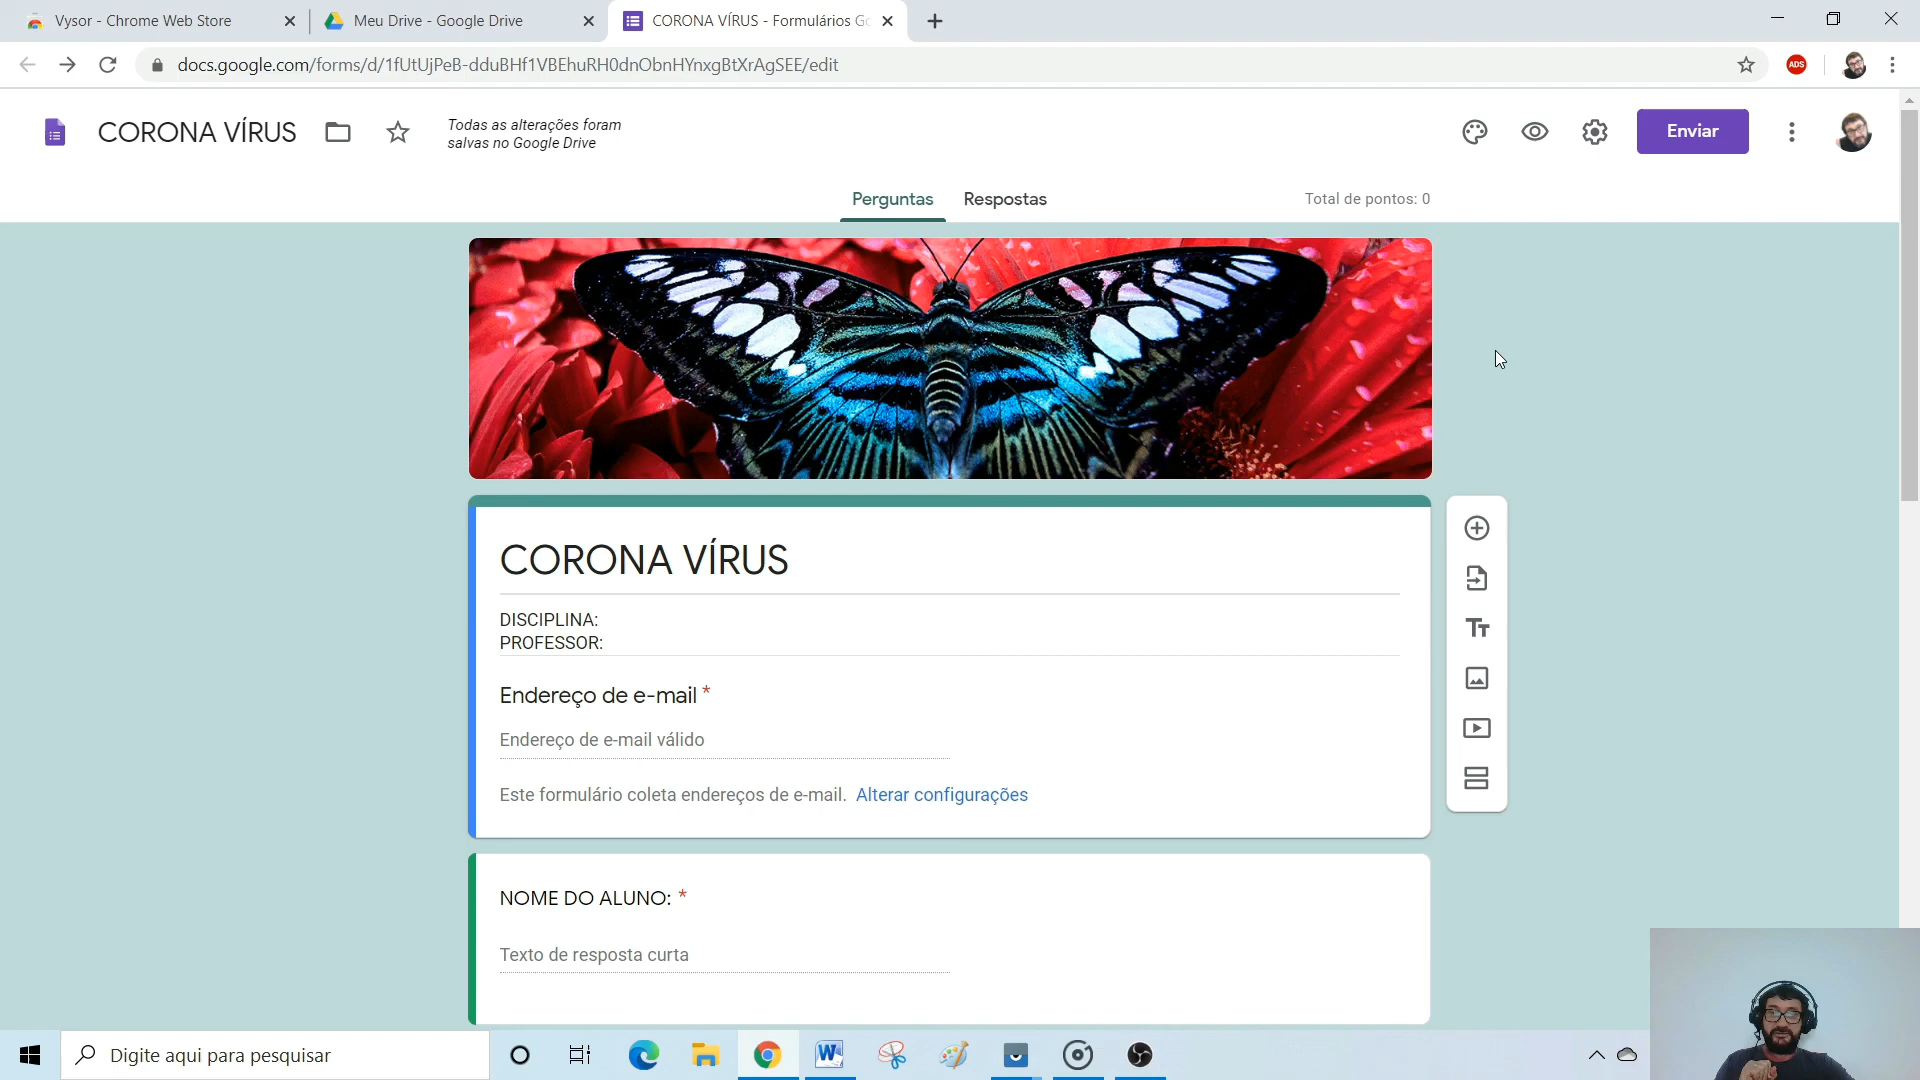 Vysor - Chrome Web Store
Meu Drive - Google Drive
CORONA VÍRUS - Formulários Go
docs.google.com/forms/d/1fUtUjPeB-dduBHf1VBEhuRH0dnObnHYnxgBtXrAgSEE/edit
ADS
CORONA VÍRUS
Todas as alterações foram
salvas no Google Drive
Enviar
Perguntas
Respostas
Total de pontos: 0
CORONA VÍRUS
DISCIPLINA:
PROFESSOR:
Endereço de e-mail *
Endereço de e-mail válido
Este formulário coleta endereços de e-mail. Alterar configurações
NOME DO ALUNO: *
Texto de resposta curta
Digite aqui para pesquisar